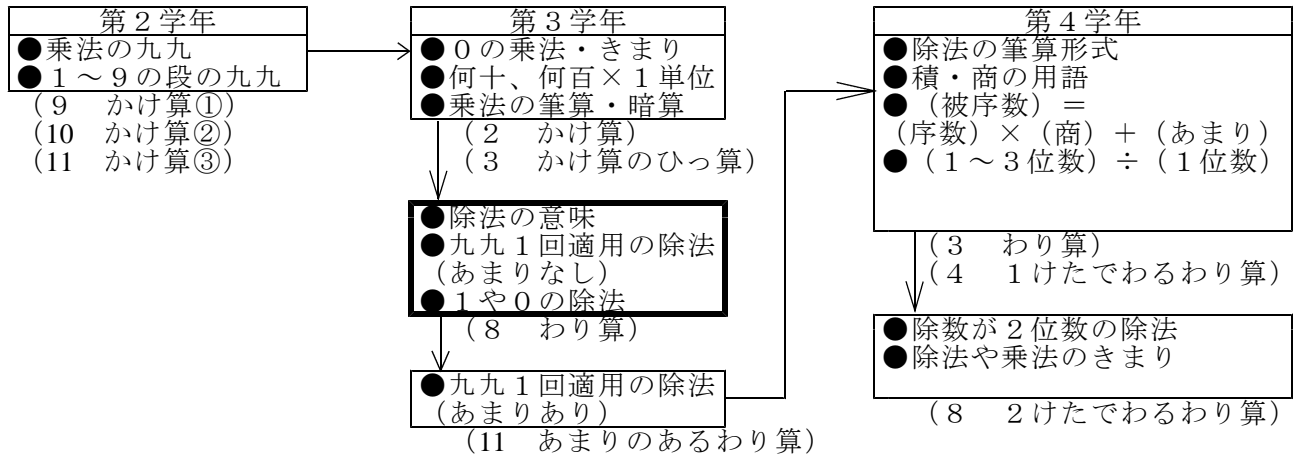 第２学年
●乗法の九九
●１～９の段の九九
（９　かけ算①）
（10　かけ算②）
（11　かけ算③）
第３学年
●０の乗法・きまり
●何十、何百×１単位
●乗法の筆算・暗算
（２　かけ算）
（３　かけ算のひっ算）
●除法の意味
●九九１回適用の除法
（あまりなし）
●１や０の除法
（８　わり算）
●九九１回適用の除法
（あまりあり）
（11　あまりのあるわり算）
第４学年
●除法の筆算形式
●積・商の用語
●（被序数）＝
（序数）×（商）＋（あまり）
●（１～３位数）÷（１位数）
（３　わり算）
（４　１けたでわるわり算）
●除数が２位数の除法
●除法や乗法のきまり
（８　２けたでわるわり算）